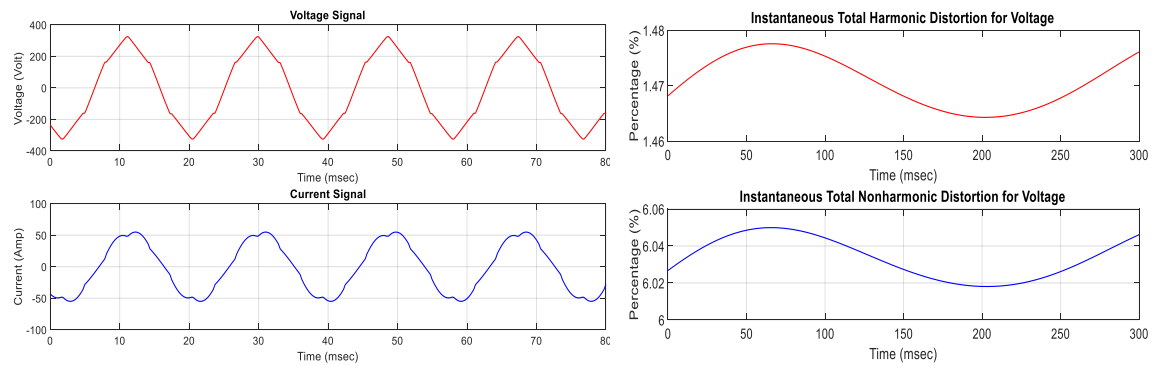 Voltage Signal
400
200
0
-200
-400
Voltage (Volt)
0 10 20 30 40 50 60 70 80
Time (msec)
Current Signal
100
50
0
-50
-100
Current (Amp)
0 10 20 30 40 50 60 70 80
Time (msec)
Instantaneous Total Harmonic Distortion for Voltage
1.48
1.47
1.46
Percentage (%)
0 50 100 150 200 250 300
Time (msec)
Instantaneous Total Nonharmonic Distortion for Voltage
6.06
6.04
6.02
6
Percentage (%)
0 50 100 150 200 250 300
Time (msec)